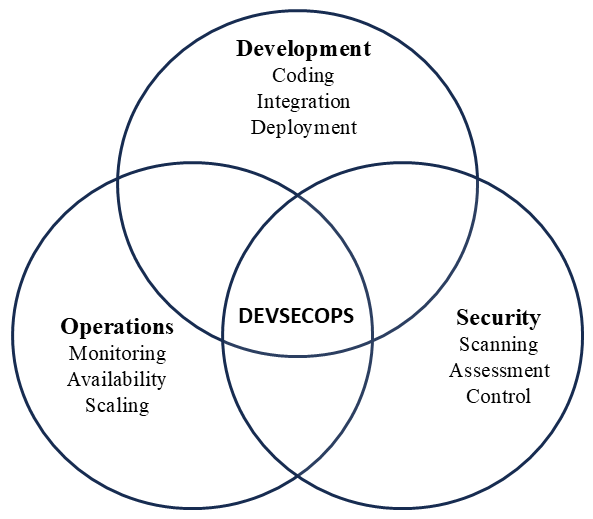 Development
Coding
Integration
Deployment
DEVSECOPS
Operations
Monitoring
Availability
Scaling
Security
Scanning
Assessment
Control